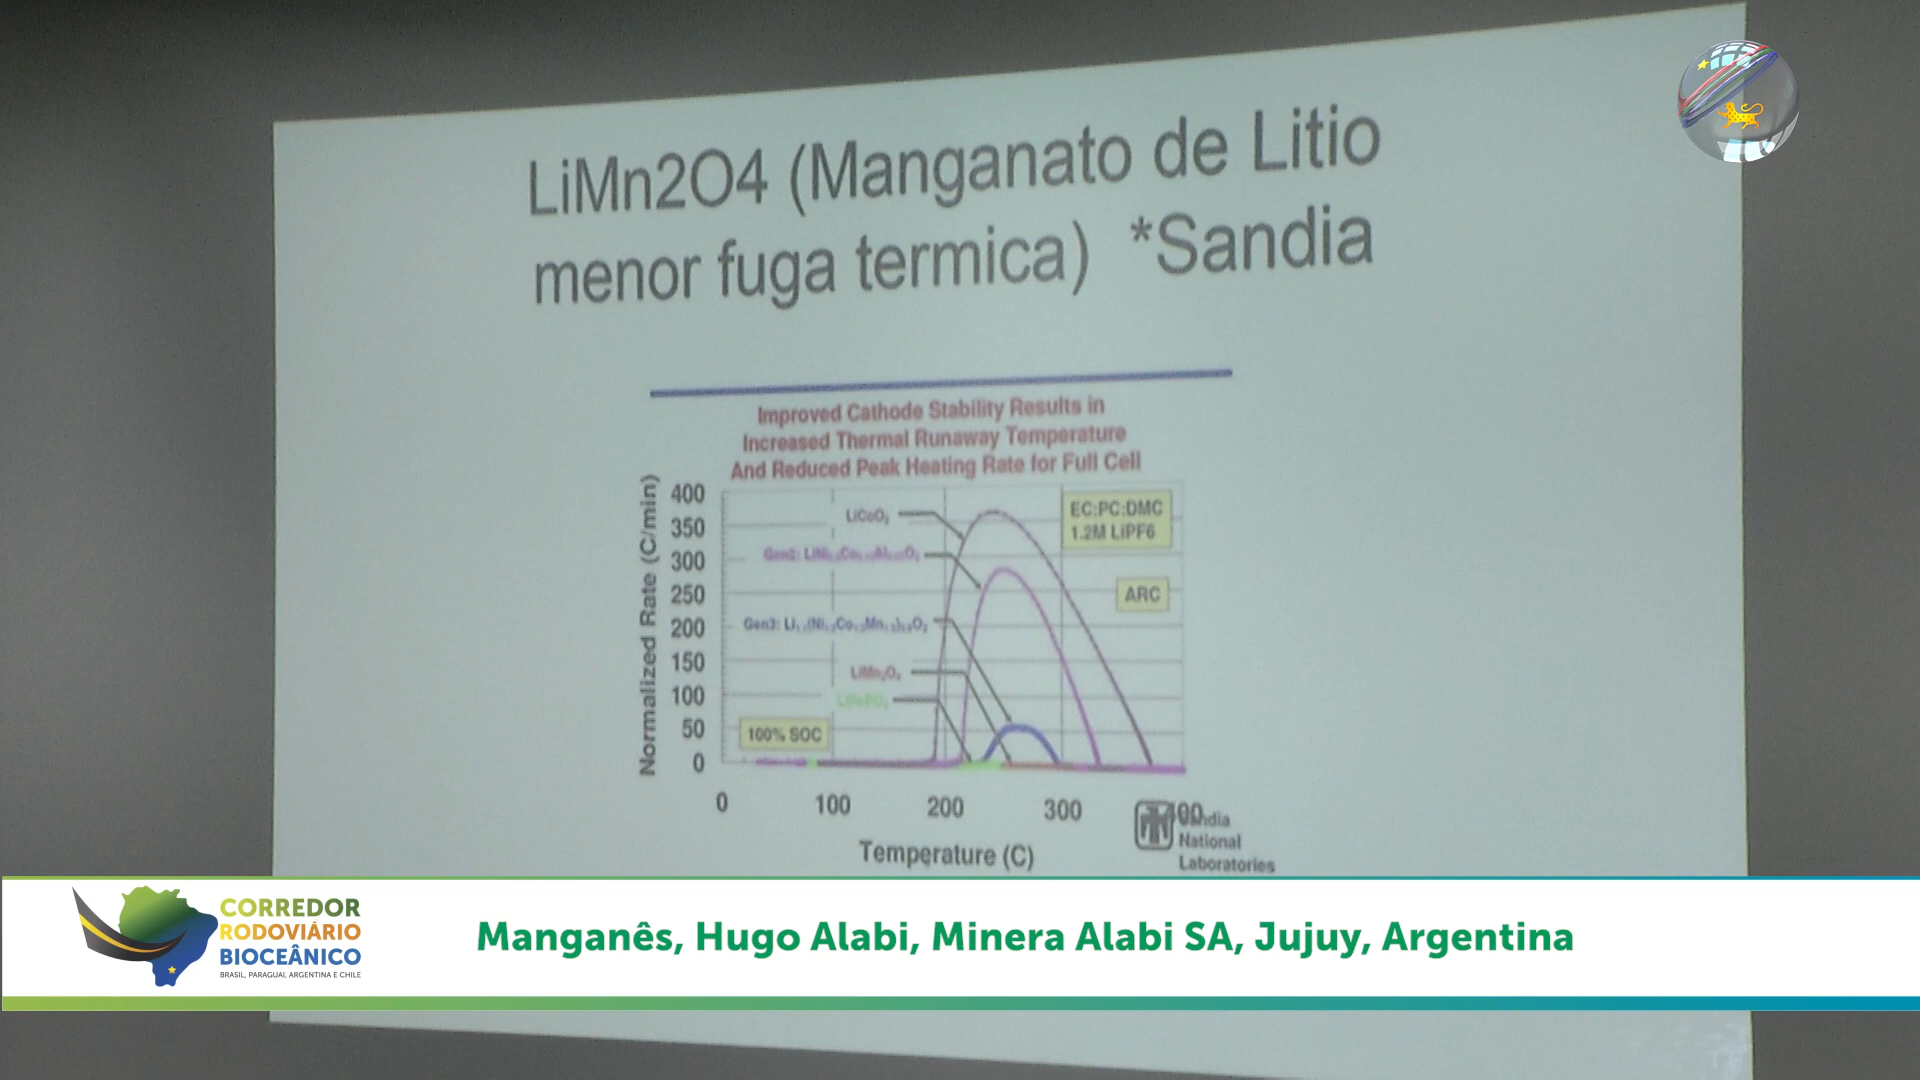 LiMn2O4 (Manganato de Litio
menor fuga termica) *Sandia
Improved Cathode Stability Results in
Increased Thermal Runaway Temperature
And Reduced Peak Heating Rate for Full Cell
Normalized Rate (C/min)
400
350
300
250
200
150
100
50
0
LiCoO2
Gen2:
Gen3:
LiMn2O4
EC:PC:DMC
1.2M LiPF6
ARC
100% SOC
0
100
200
300
Temperature (C)
Sandia
National
Laboratories
CORREDOR
RODOVIÁRIO
BIOCEÂNICO
BRASIL, PARAGUAI, ARGENTINA E CHILE
Manganês, Hugo Alabi, Minera Alabi SA, Jujuy, Argentina